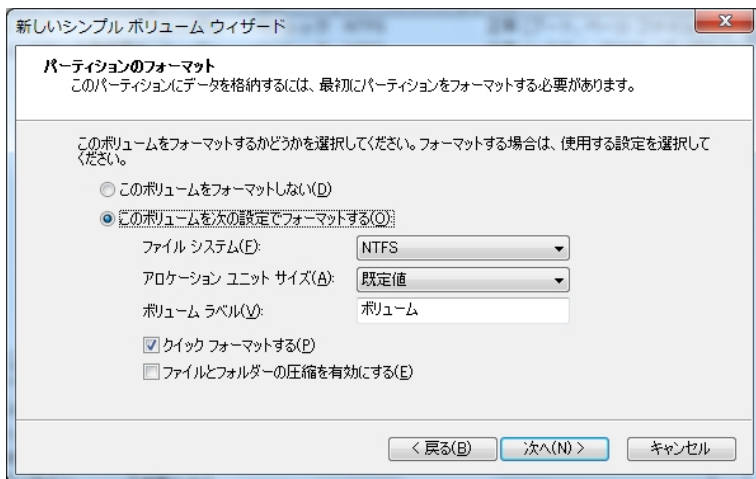 新しいシンプル ボリューム ウィザード
パーティションのフォーマット
このパーティションにデータを格納するには、最初にパーティションをフォーマットする必要があります。
このボリュームをフォーマットするかどうかを選択してください。フォーマットする場合は、使用する設定を選択して
ください。
このボリュームをフォーマットしない(D)
このボリュームを次の設定でフォーマットする(O):
ファイル システム(F): NTFS
アロケーション ユニット サイズ(A): 既定値
ボリューム ラベル(V): ボリューム
クイック フォーマットする(P)
ファイルとフォルダーの圧縮を有効にする(E)
< 戻る(B) 次へ(N) > キャンセル